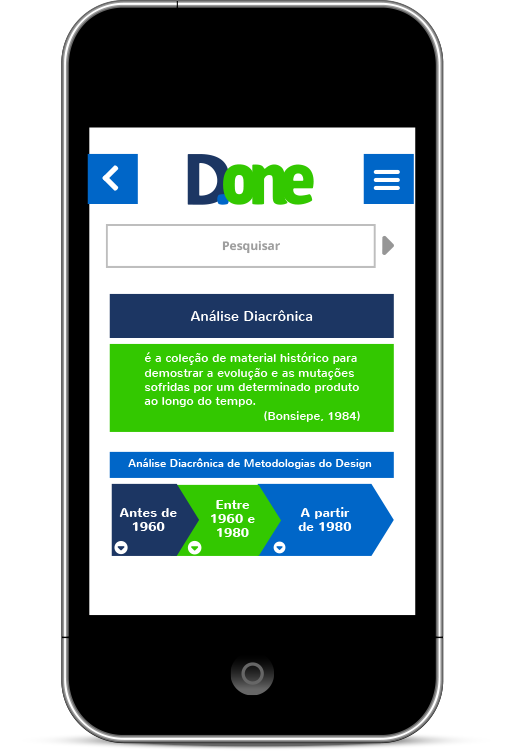 D.one
Pesquisar
Análise Diacrônica
é a coleção de material histórico para
demostrar a evolução e as mutações
sofridas por um determinado produto
ao longo do tempo.
(Bonsiepe, 1984)
Análise Diacrônica de Metodologias do Design
Antes de
1960
Entre
1960 e
1980
A partir
de 1980